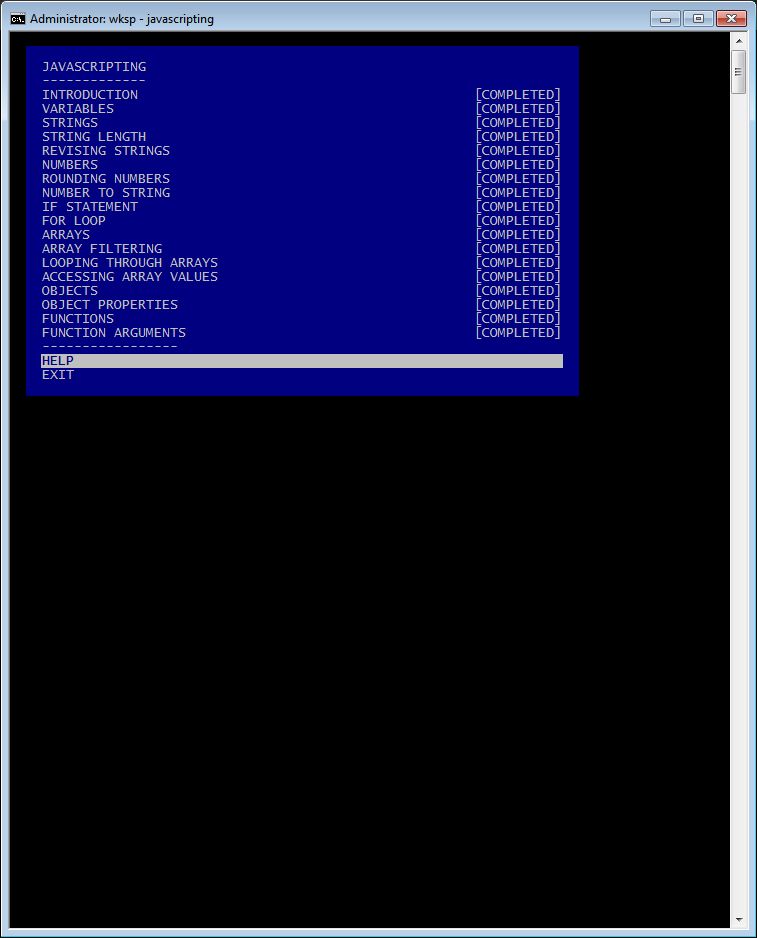 Administrator: wksp - javascripting
JAVASCRIPTING
-------------
INTRODUCTION [COMPLETED]
VARIABLES [COMPLETED]
STRINGS [COMPLETED]
STRING LENGTH [COMPLETED]
REVISING STRINGS [COMPLETED]
NUMBERS [COMPLETED]
ROUNDING NUMBERS [COMPLETED]
NUMBER TO STRING [COMPLETED]
IF STATEMENT [COMPLETED]
FOR LOOP [COMPLETED]
ARRAYS [COMPLETED]
ARRAY FILTERING [COMPLETED]
LOOPING THROUGH ARRAYS [COMPLETED]
ACCESSING ARRAY VALUES [COMPLETED]
OBJECTS [COMPLETED]
OBJECT PROPERTIES [COMPLETED]
FUNCTIONS [COMPLETED]
FUNCTION ARGUMENTS [COMPLETED]
-----------------
HELP
EXIT